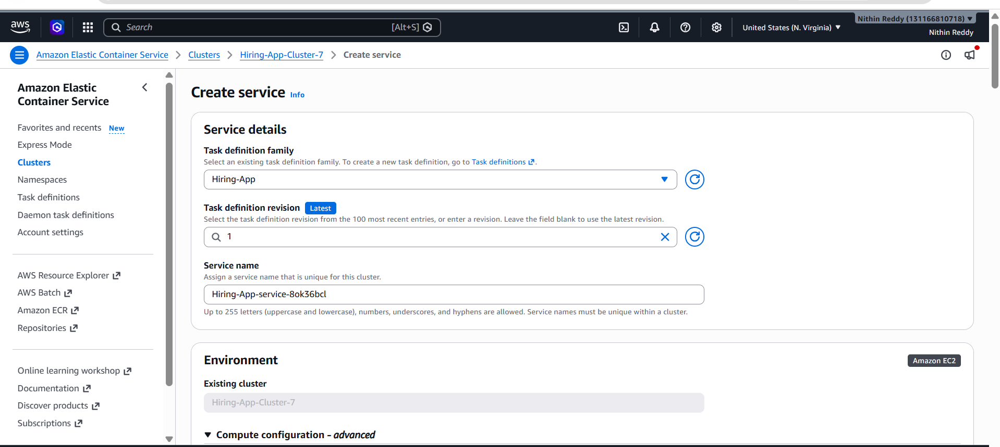 aws
Search [Alt+S]
United States (N. Virginia)
Nithin Reddy (131166810718)
Nithin Reddy
Amazon Elastic Container Service > Clusters > Hiring-App-Cluster-7 > Create service
Amazon Elastic
Container Service
Favorites and recents New
Express Mode
Clusters
Namespaces
Task definitions
Daemon task definitions
Account settings
AWS Resource Explorer
AWS Batch
Amazon ECR
Repositories
Online learning workshop
Documentation
Discover products
Subscriptions
Create service Info
Service details
Task definition family
Select an existing task definition family. To create a new task definition, go to Task definitions.
Hiring-App
Task definition revision Latest
Select the task definition revision from the 100 most recent entries, or enter a revision. Leave the field blank to use the latest revision.
1
Service name
Assign a service name that is unique for this cluster.
Hiring-App-service-8ok36bcl
Up to 255 letters (uppercase and lowercase), numbers, underscores, and hyphens are allowed. Service names must be unique within a cluster.
Environment
Amazon EC2
Existing cluster
Hiring-App-Cluster-7
Compute configuration - advanced